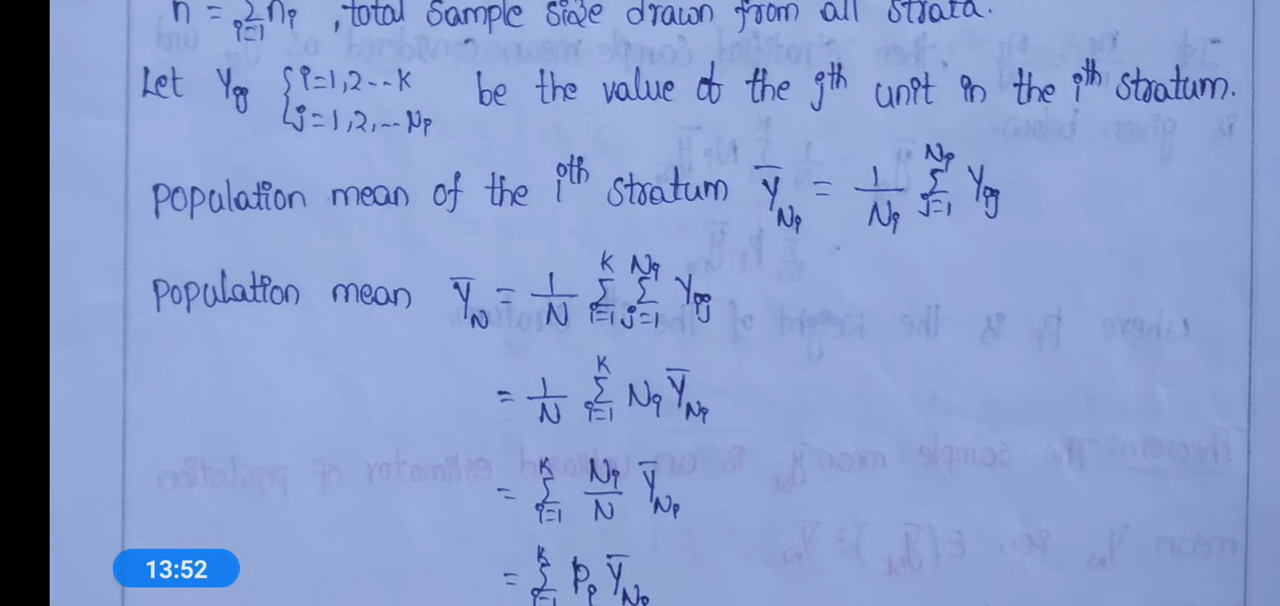 n = Σ_{i=1} n_i , total sample size drawn from all strata.
Let Y_ij { i=1,2...K be the value of the jth unit in the ith stratum.
j=1,2,...N_i
population mean of the ith stratum Ȳ_{N_i} = 1/N_i Σ_{j=1}^{N_i} Y_ij
population mean Ȳ_N = 1/N Σ_{i=1}^{K} Σ_{j=1}^{N_i} Y_ij
= 1/N Σ_{i=1}^{K} N_i Ȳ_{N_i}
= Σ_{i=1}^{K} N_i/N Ȳ_{N_i}
= Σ_{i=1}^{K} P_i Ȳ_{N_i}
13:52